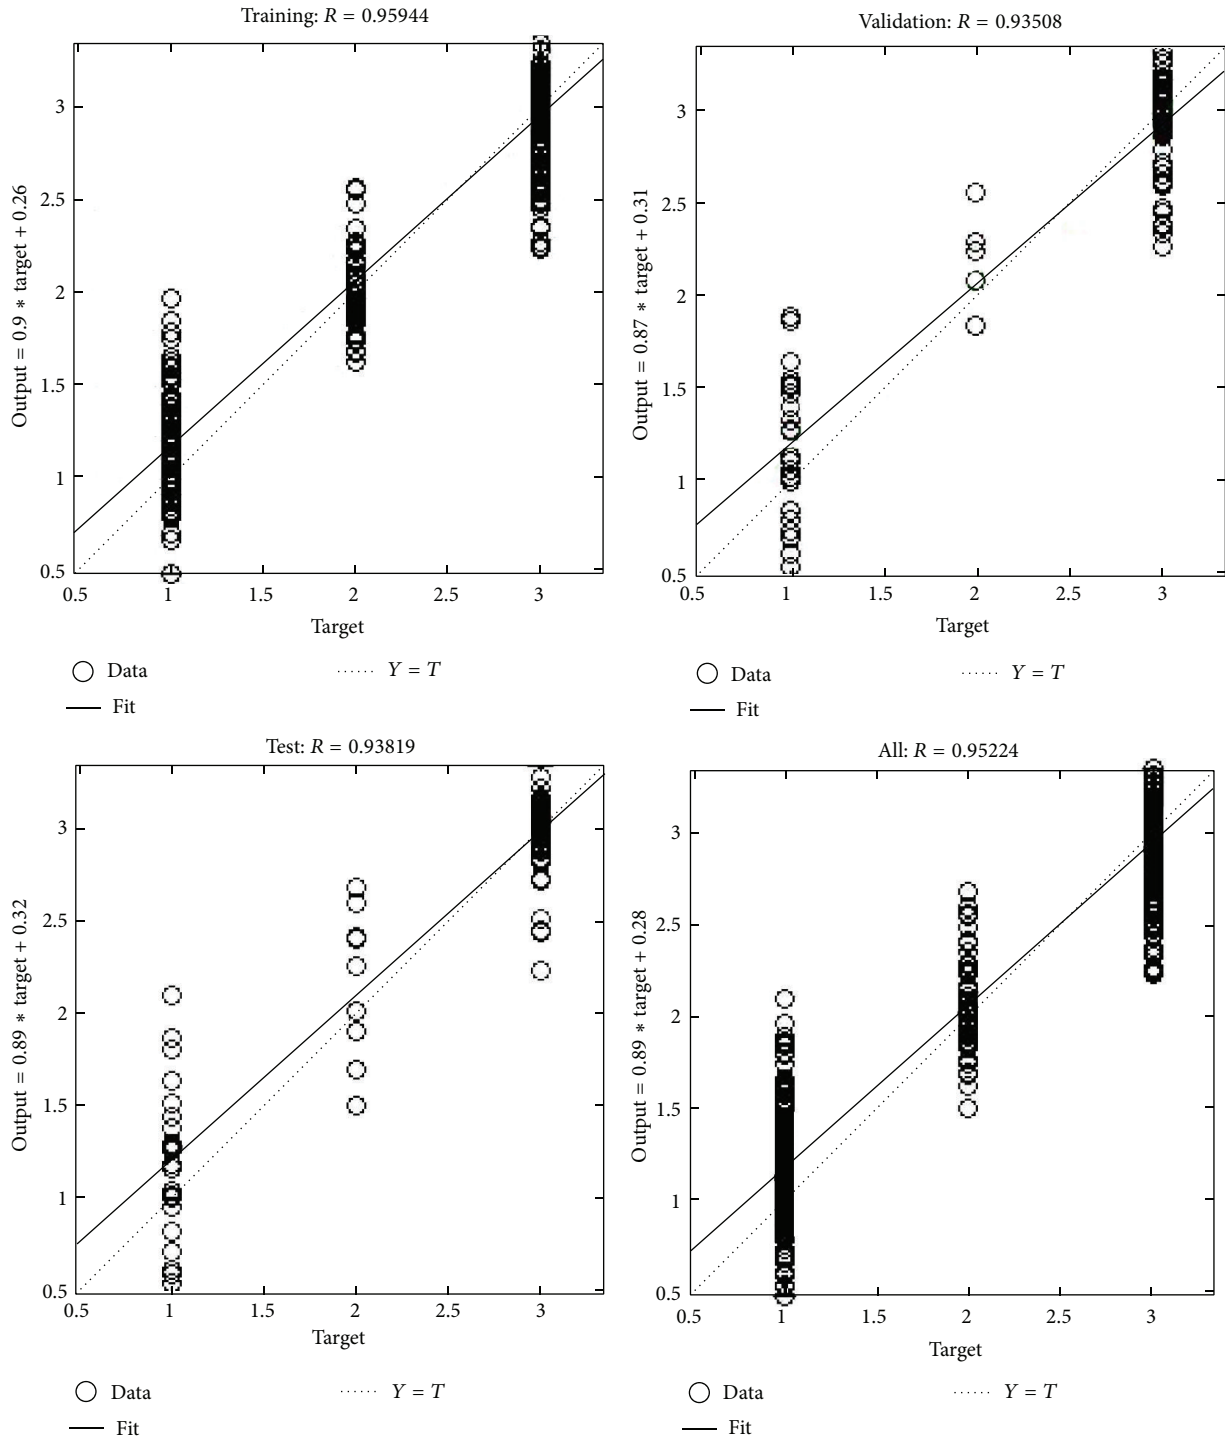 Training: R = 0.95944
Output = 0.9 ∗ target + 0.26
3
2.5
2
1.5
1
0.5
0.5 1 1.5 2 2.5 3
Target
Data
Y = T
Fit
Validation: R = 0.93508
Output = 0.87 ∗ target + 0.31
3
2.5
2
1.5
1
0.5
0.5 1 1.5 2 2.5 3
Target
Data
Y = T
Fit
Test: R = 0.93819
Output = 0.89 ∗ target + 0.32
3
2.5
2
1.5
1
0.5
0.5 1 1.5 2 2.5 3
Target
Data
Y = T
Fit
All: R = 0.95224
Output = 0.89 ∗ target + 0.28
3
2.5
2
1.5
1
0.5
0.5 1 1.5 2 2.5 3
Target
Data
Y = T
Fit